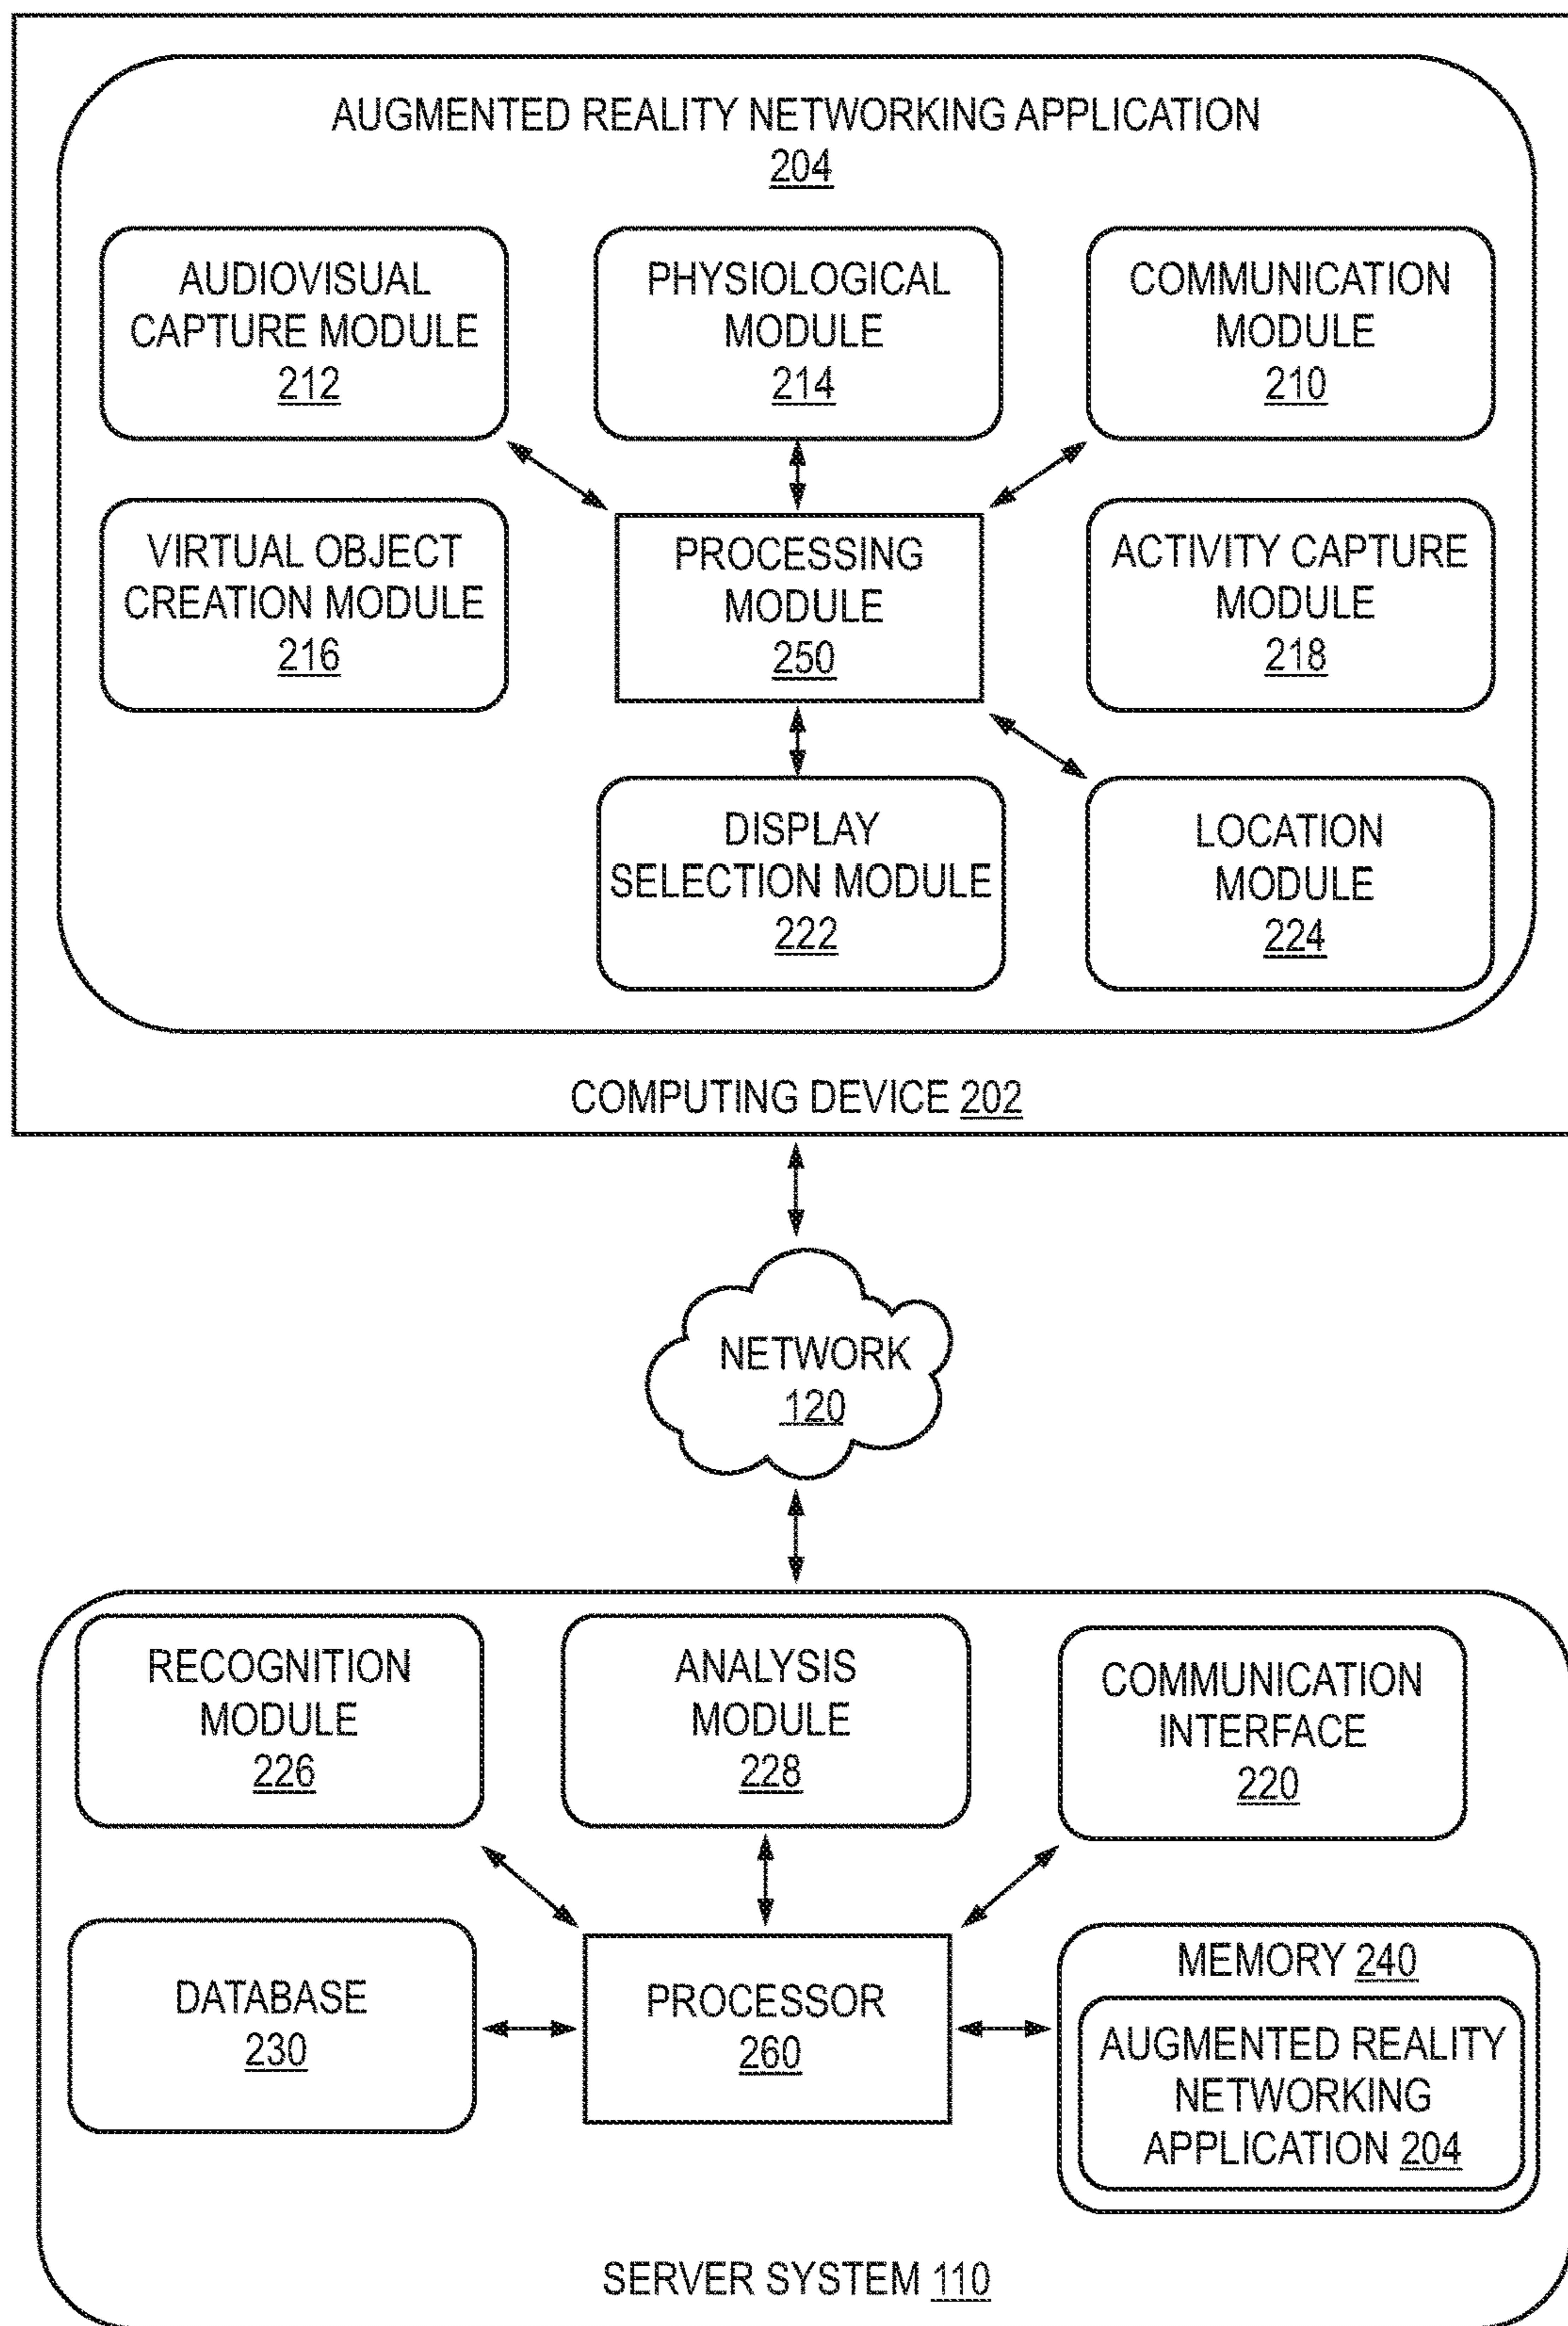 AUGMENTED REALITY NETWORKING APPLICATION
204
AUDIOVISUAL
CAPTURE MODULE
212
PHYSIOLOGICAL
MODULE
214
COMMUNICATION
MODULE
210
VIRTUAL OBJECT
CREATION MODULE
216
PROCESSING
MODULE
250
ACTIVITY CAPTURE
MODULE
218
DISPLAY
SELECTION MODULE
222
LOCATION
MODULE
224
COMPUTING DEVICE 202
NETWORK
120
RECOGNITION
MODULE
226
ANALYSIS
MODULE
228
COMMUNICATION
INTERFACE
220
DATABASE
230
PROCESSOR
260
MEMORY 240
AUGMENTED REALITY
NETWORKING
APPLICATION 204
SERVER SYSTEM 110